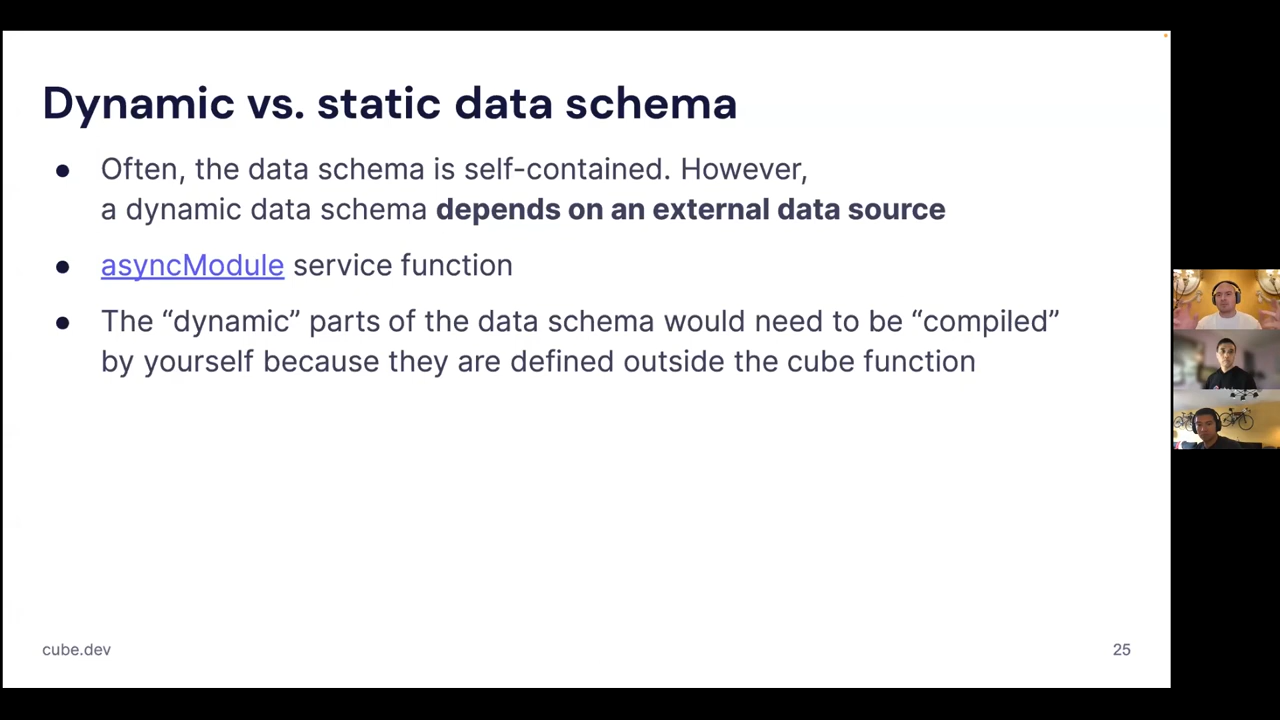 Dynamic vs. static data schema
● Often, the data schema is self-contained. However,
a dynamic data schema depends on an external data source
● asyncModule service function
● The “dynamic” parts of the data schema would need to be “compiled”
by yourself because they are defined outside the cube function
cube.dev
25